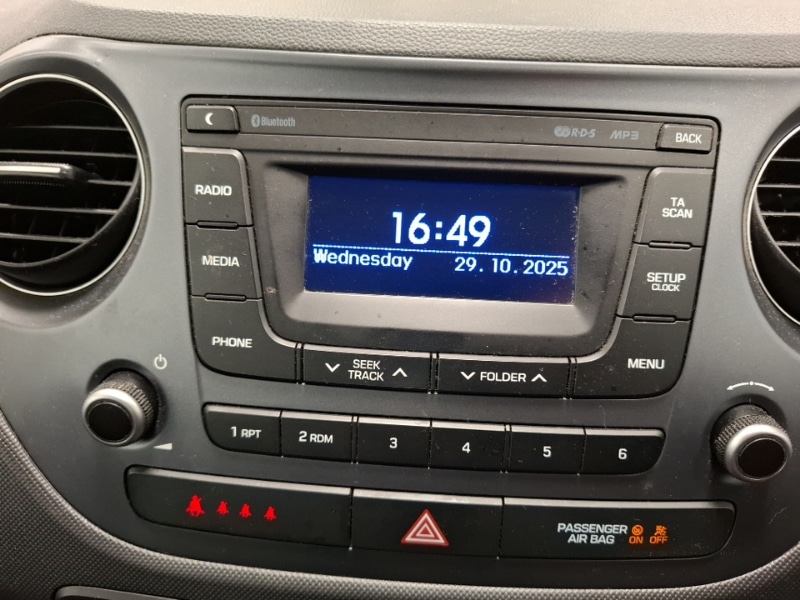 Bluetooth
R·D·S
MP3
BACK
RADIO
TA
SCAN
16:49
Wednesday
29.10.2025
MEDIA
SETUP
CLOCK
PHONE
SEEK
TRACK
FOLDER
MENU
1 RPT
2 RDM
3
4
5
6
PASSENGER
AIR BAG
ON
OFF